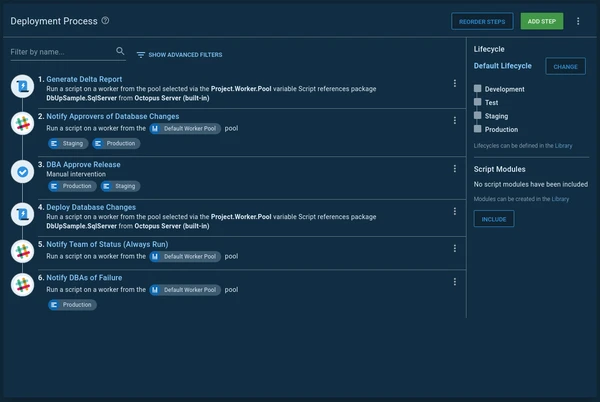 Deployment Process
REORDER STEPS
ADD STEP
Filter by name...
SHOW ADVANCED FILTERS
1. Generate Delta Report
Run a script on a worker from the pool selected via the Project.Worker.Pool variable Script references package
DbUpSample.SqlServer from Octopus Server (built-in)
2. Notify Approvers of Database Changes
Run a script on a worker from the Default Worker Pool pool
Staging Production
3. DBA Approve Release
Manual intervention
Production Staging
4. Deploy Database Changes
Run a script on a worker from the pool selected via the Project.Worker.Pool variable Script references package
DbUpSample.SqlServer from Octopus Server (built-in)
5. Notify Team of Status (Always Run)
Run a script on a worker from the Default Worker Pool pool
6. Notify DBAs of Failure
Run a script on a worker from the Default Worker Pool pool
Production
Lifecycle
Default Lifecycle
CHANGE
Development
Test
Staging
Production
Lifecycles can be defined in the Library
Script Modules
No script modules have been included
Modules can be created in the Library
INCLUDE